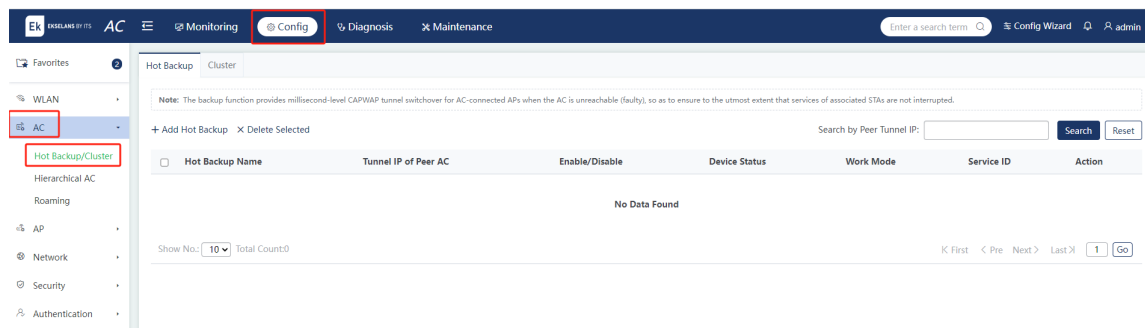 Ek EKSELANS BY ITS AC Monitoring Config Diagnosis Maintenance Enter a search term Config Wizard admin
Favorites 2
Hot Backup Cluster
WLAN
Note: The backup function provides millisecond-level CAPWAP tunnel switchover for AC-connected APs when the AC is unreachable (faulty), so as to ensure to the utmost extent that services of associated STAs are not interrupted.
AC
+ Add Hot Backup X Delete Selected Search by Peer Tunnel IP: Search Reset
Hot Backup/Cluster
Hot Backup Name Tunnel IP of Peer AC Enable/Disable Device Status Work Mode Service ID Action
Hierarchical AC
Roaming
No Data Found
AP
Show No.: 10 Total Count:0 First Pre Next Last 1 Go
Network
Security
Authentication